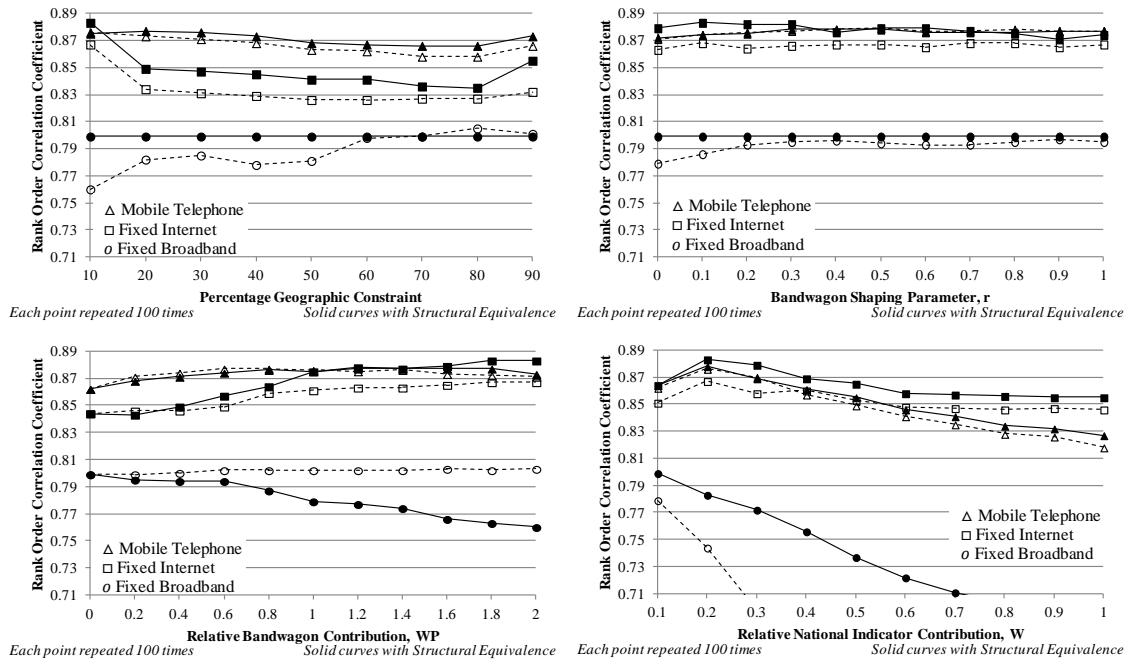 Rank Order Correlation Coefficient
0.89
0.87
0.85
0.83
0.81
0.79
0.77
0.75
0.73
0.71
Mobile Telephone
Fixed Internet
Fixed Broadband
10 20 30 40 50 60 70 80 90
Percentage Geographic Constraint
Each point repeated 100 times Solid curves with Structural Equivalence
Rank Order Correlation Coefficient
0.89
0.87
0.85
0.83
0.81
0.79
0.77
0.75
0.73
0.71
Mobile Telephone
Fixed Internet
Fixed Broadband
0 0.1 0.2 0.3 0.4 0.5 0.6 0.7 0.8 0.9 1
Bandwagon Shaping Parameter, r
Each point repeated 100 times Solid curves with Structural Equivalence
Rank Order Correlation Coefficient
0.89
0.87
0.85
0.83
0.81
0.79
0.77
0.75
0.73
0.71
Mobile Telephone
Fixed Internet
Fixed Broadband
0 0.2 0.4 0.6 0.8 1 1.2 1.4 1.6 1.8 2
Relative Bandwagon Contribution, WP
Each point repeated 100 times Solid curves with Structural Equivalence
Rank Order Correlation Coefficient
0.89
0.87
0.85
0.83
0.81
0.79
0.77
0.75
0.73
0.71
Mobile Telephone
Fixed Internet
Fixed Broadband
0.1 0.2 0.3 0.4 0.5 0.6 0.7 0.8 0.9 1
Relative National Indicator Contribution, W
Each point repeated 100 times Solid curves with Structural Equivalence